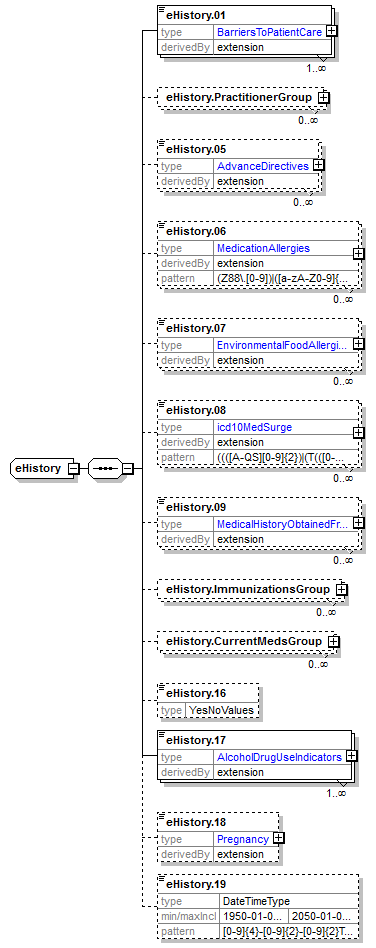 eHistory.01
type BarriersToPatientCare
derivedBy extension
1..∞
eHistory.PractitionerGroup
0..∞
eHistory.05
type AdvanceDirectives
derivedBy extension
0..∞
eHistory.06
type MedicationAllergies
derivedBy extension
pattern (Z88\.[0-9])|([a-zA-Z0-9]{...
0..∞
eHistory.07
type EnvironmentalFoodAllergi...
derivedBy extension
0..∞
eHistory.08
type icd10MedSurge
derivedBy extension
pattern ((([A-QS][0-9]{2})|(T(([0-...
0..∞
eHistory
eHistory.09
type MedicalHistoryObtainedFr...
derivedBy extension
0..∞
eHistory.ImmunizationsGroup
0..∞
eHistory.CurrentMedsGroup
0..∞
eHistory.16
type YesNoValues
eHistory.17
type AlcoholDrugUseIndicators
derivedBy extension
1..∞
eHistory.18
type Pregnancy
derivedBy extension
eHistory.19
type DateTimeType
min/maxIncl 1950-01-0... 2050-01-0...
pattern [0-9]{4}-[0-9]{2}-[0-9]{2}T...